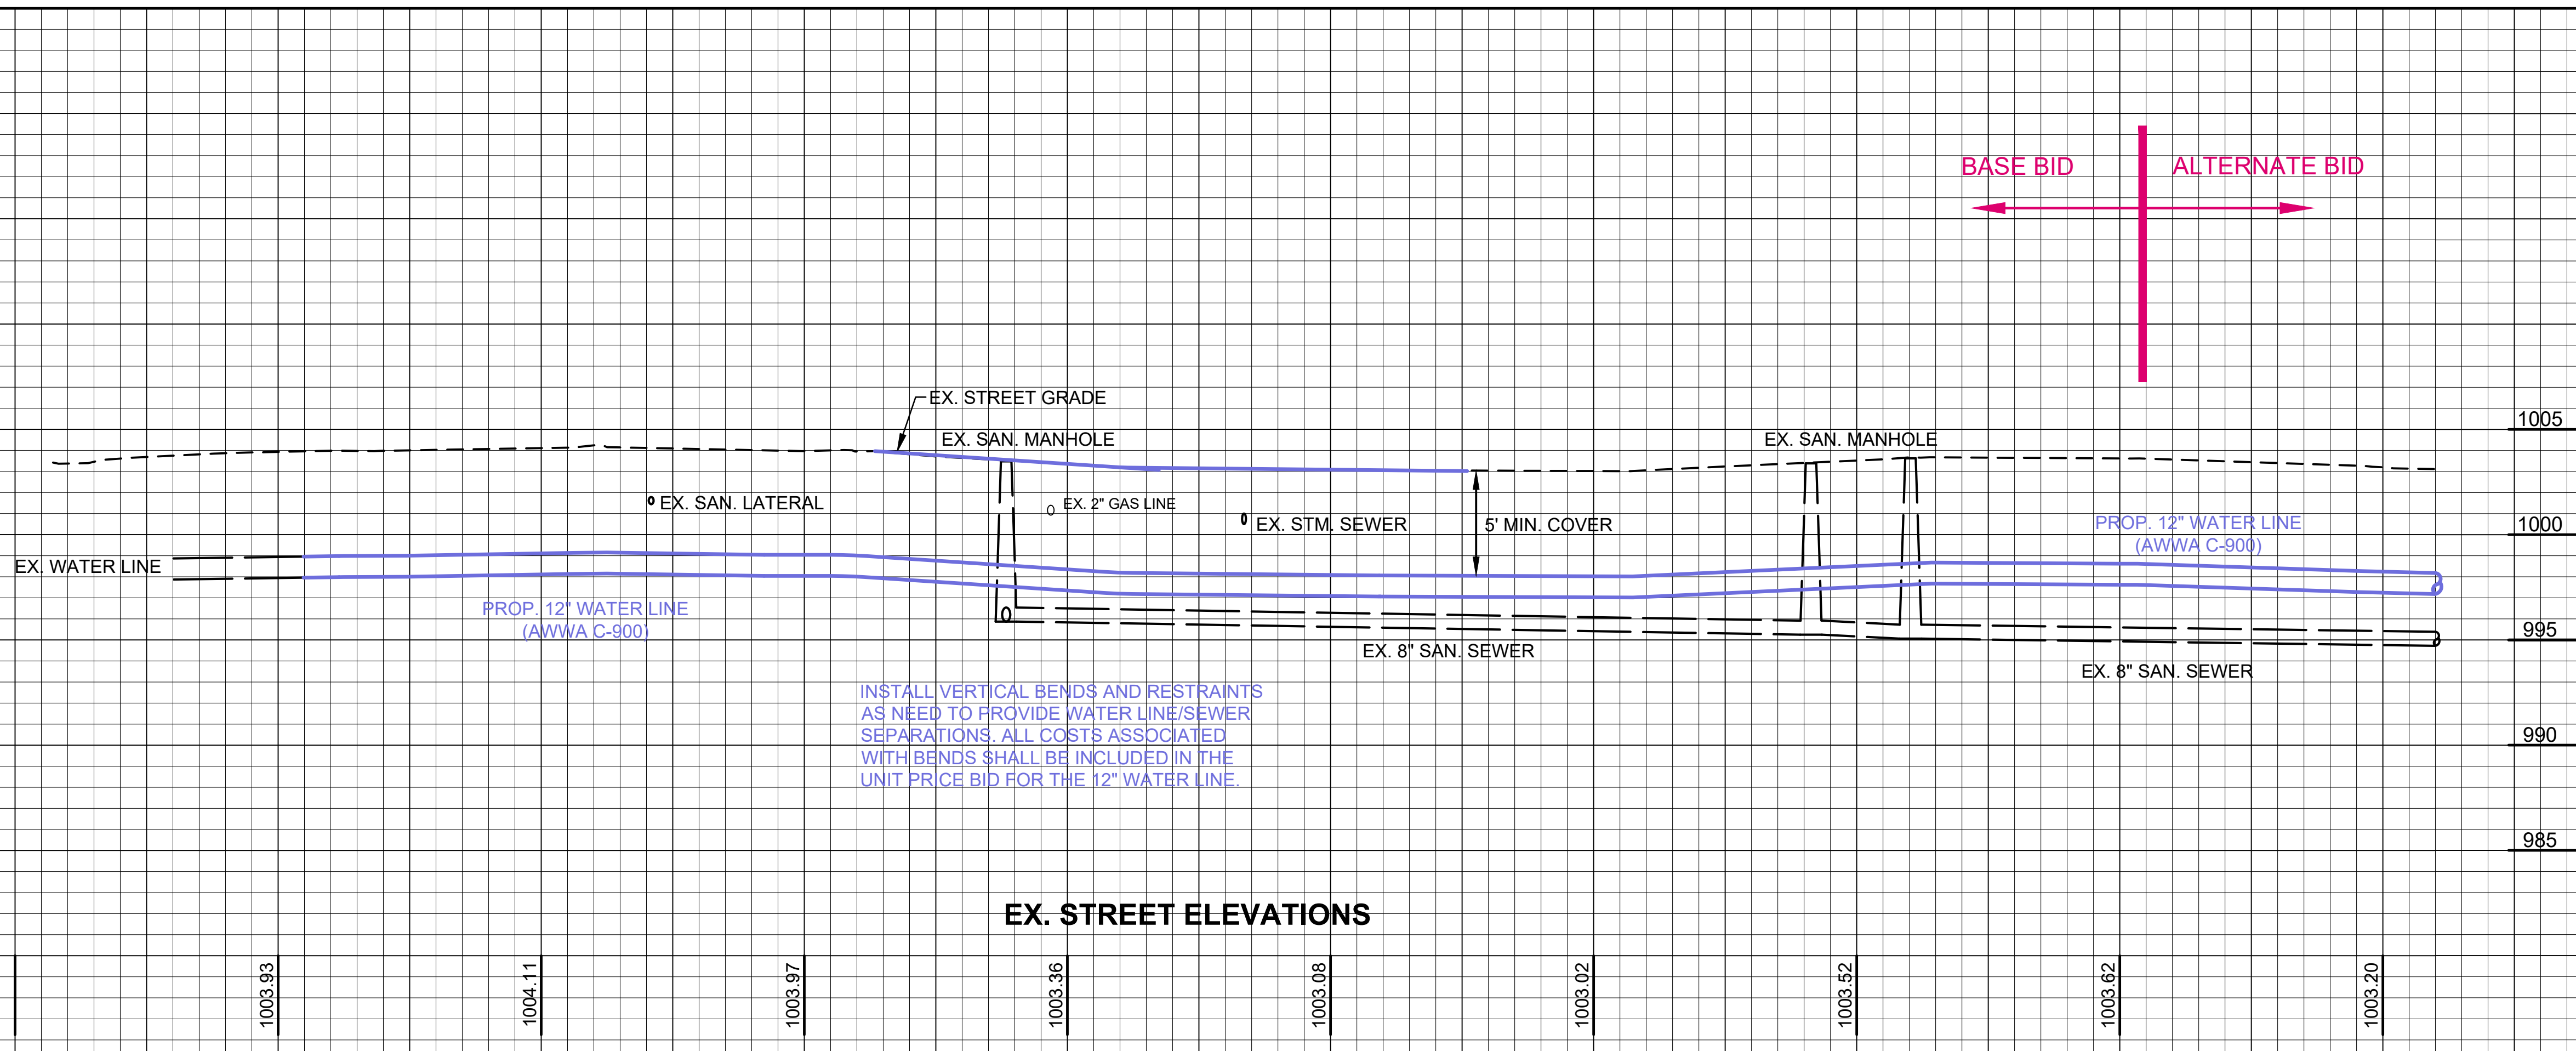 BASE BID
ALTERNATE BID
EX. STREET GRADE
EX. SAN. MANHOLE
EX. SAN. MANHOLE
1005
EX. SAN. LATERAL
EX. 2" GAS LINE
EX. STM. SEWER
5' MIN. COVER
PROP. 12" WATER LINE
(AWWA C-900)
1000
EX. WATER LINE
PROP. 12" WATER LINE
(AWWA C-900)
995
EX. 8" SAN. SEWER
EX. 8" SAN. SEWER
INSTALL VERTICAL BENDS AND RESTRAINTS
AS NEED TO PROVIDE WATER LINE/SEWER
SEPARATIONS. ALL COSTS ASSOCIATED
WITH BENDS SHALL BE INCLUDED IN THE
UNIT PRICE BID FOR THE 12" WATER LINE.
990
985
EX. STREET ELEVATIONS
1003.93
1004.11
1003.97
1003.36
1003.08
1003.02
1003.52
1003.62
1003.20